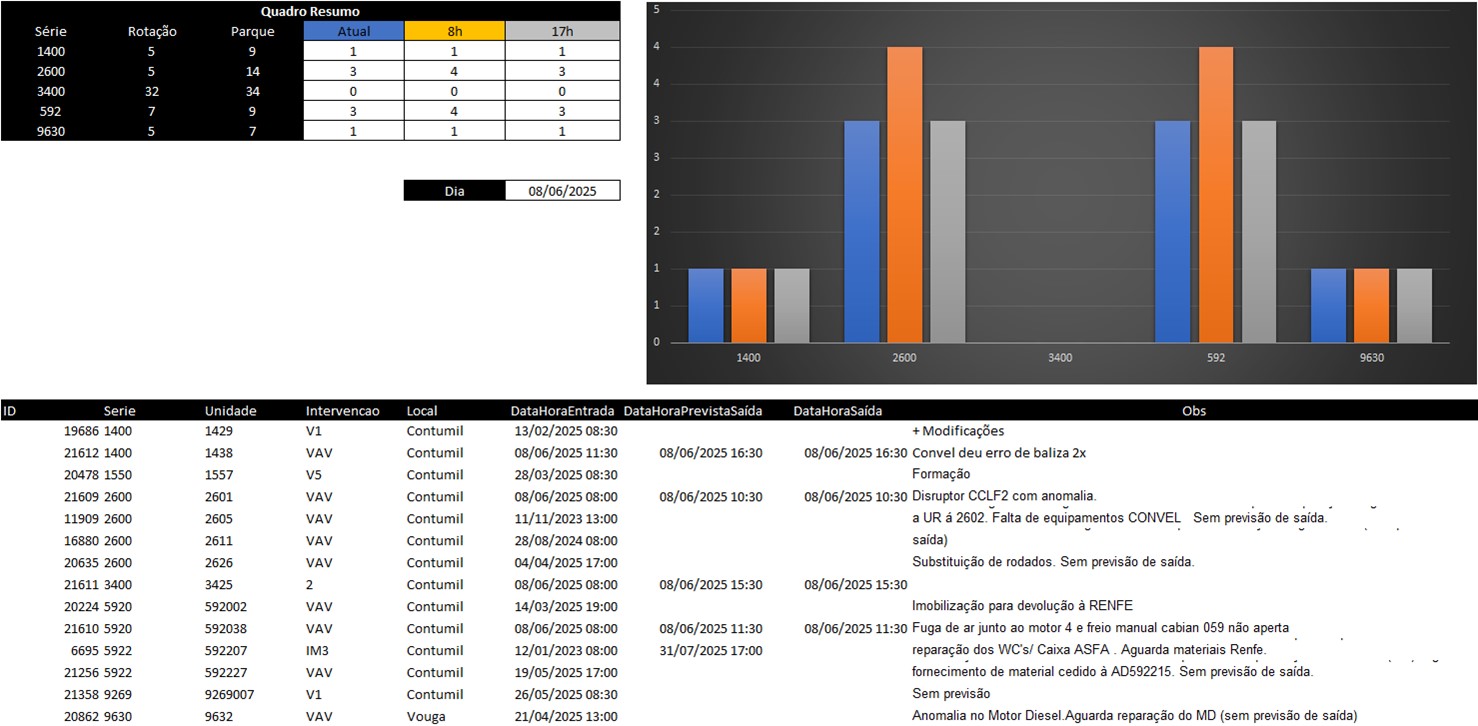 Quadro Resumo
Série Rotação Parque Atual 8h 17h
1400 5 9 1 1 1
2600 5 14 3 4 3
3400 32 34 0 0 0
592 7 9 3 4 3
9630 5 7 1 1 1
Dia 08/06/2025
5
4
4
3
3
2
2
1
1
0
1400 2600 3400 592 9630
ID Serie Unidade Intervencao Local DataHoraEntrada DataHoraPrevistaSaída DataHoraSaída Obs
19686 1400 1429 V1 Contumil 13/02/2025 08:30 + Modificações
21612 1400 1438 VAV Contumil 08/06/2025 11:30 08/06/2025 16:30 08/06/2025 16:30 Convel deu erro de baliza 2x
20478 1550 1557 V5 Contumil 28/03/2025 08:30 Formação
21609 2600 2601 VAV Contumil 08/06/2025 08:00 08/06/2025 10:30 08/06/2025 10:30 Disruptor CCLF2 com anomalia.
11909 2600 2605 VAV Contumil 11/11/2023 13:00 a UR á 2602. Falta de equipamentos CONVEL Sem previsão de saída.
16880 2600 2611 VAV Contumil 28/08/2024 08:00 saída)
20635 2600 2626 VAV Contumil 04/04/2025 17:00 Substituição de rodados. Sem previsão de saída.
21611 3400 3425 2 Contumil 08/06/2025 08:00 08/06/2025 15:30 08/06/2025 15:30
20224 5920 592002 VAV Contumil 14/03/2025 19:00 Imobilização para devolução à RENFE
21610 5920 592038 VAV Contumil 08/06/2025 08:00 08/06/2025 11:30 08/06/2025 11:30 Fuga de ar junto ao motor 4 e freio manual cabian 059 não aperta
6695 5922 592207 IM3 Contumil 12/01/2023 08:00 31/07/2025 17:00 reparação dos WC's/ Caixa ASFA . Aguarda materiais Renfe.
21256 5922 592227 VAV Contumil 19/05/2025 17:00 fornecimento de material cedido à AD592215. Sem previsão de saída.
21358 9269 9269007 V1 Contumil 26/05/2025 08:30 Sem previsão
20862 9630 9632 VAV Vouga 21/04/2025 13:00 Anomalia no Motor Diesel.Aguarda reparação do MD (sem previsão de saída)